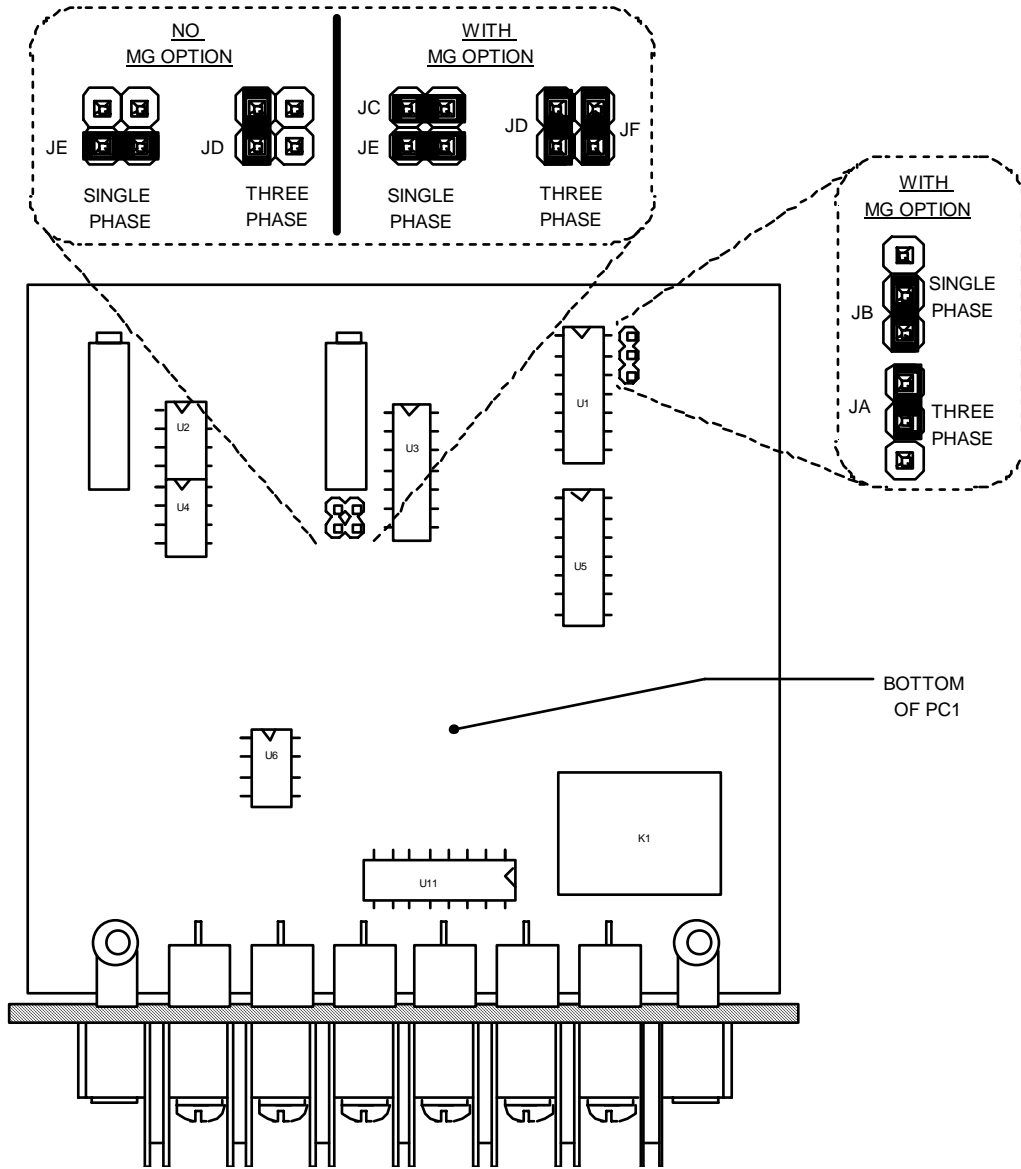 NO
MG OPTION
WITH
MG OPTION
JE
JD
JC
JE
JD
JF
SINGLE
PHASE
THREE
PHASE
SINGLE
PHASE
THREE
PHASE
WITH
MG OPTION
JB
SINGLE
PHASE
JA
THREE
PHASE
U1
U2
U3
U4
U5
BOTTOM
OF PC1
U6
K1
U11